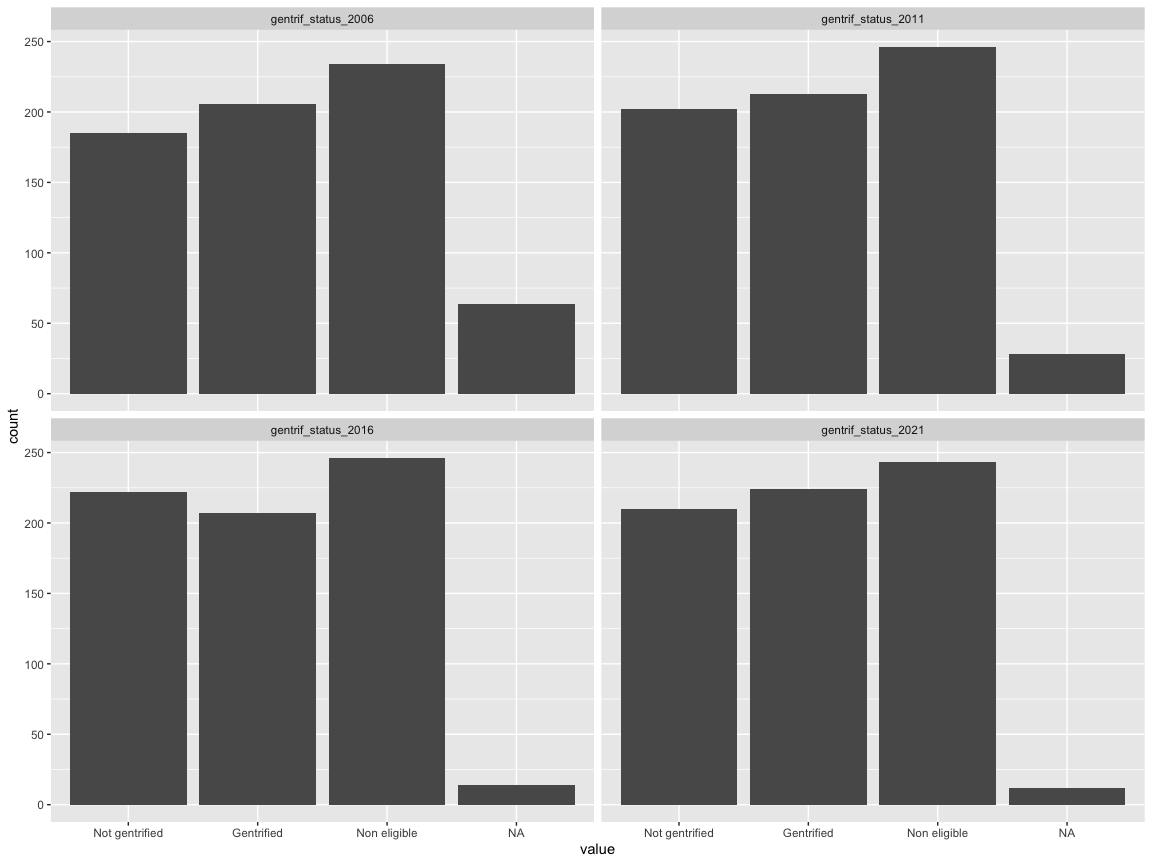 gentrif_status_2006
gentrif_status_2011
250
200
150
100
50
0
count
gentrif_status_2016
gentrif_status_2021
250
200
150
100
50
0
Not gentrified Gentrified Non eligible NA
Not gentrified Gentrified Non eligible NA
value